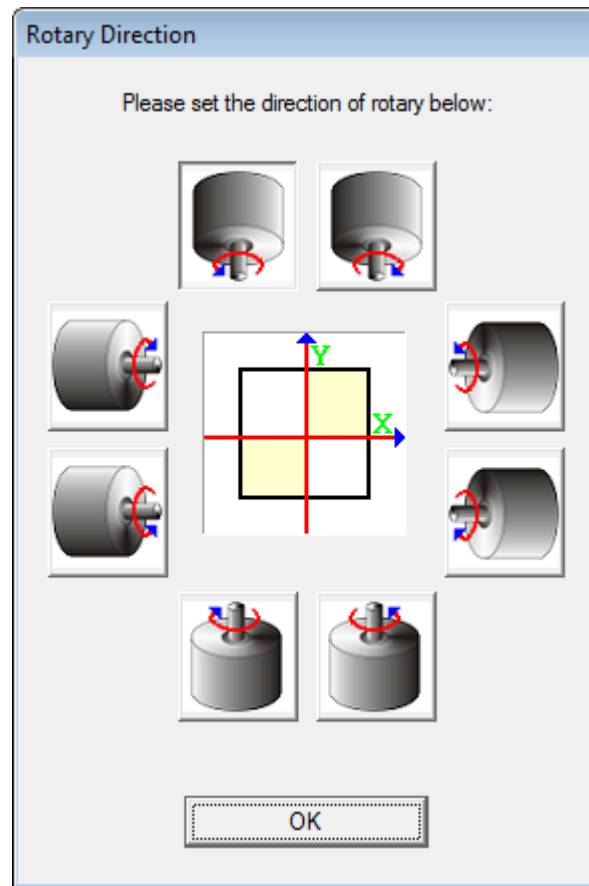 Rotary Direction
Please set the direction of rotary below:
Y
X
OK